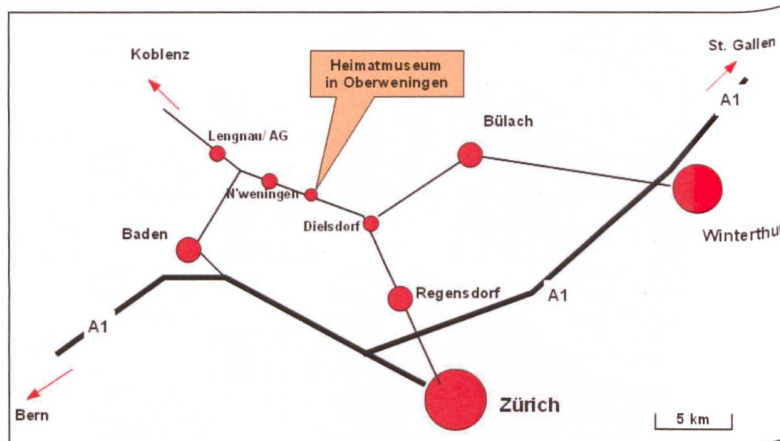 Koblenz
St. Gallen
Heimatmuseum
in Oberweningen
A1
Lengnau/AG
Bülach
N'weningen
Dielsdorf
Baden
Winterthu
Regensdorf
A1
A1
Zürich
Bern
5 km